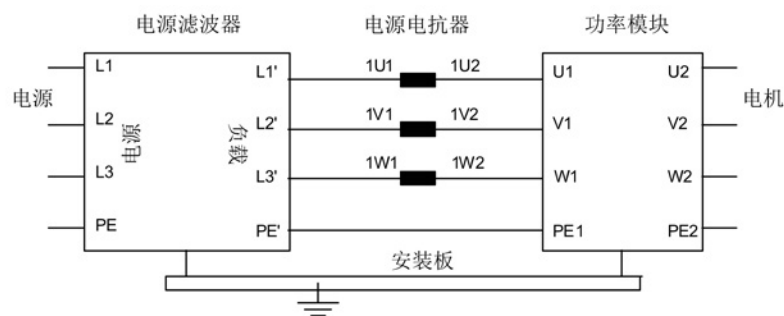 电源滤波器 电源电抗器 功率模块
L1 L1' 1U1 1U2 U1 U2
电源 电机
L2 电源 负载 L2' 1V1 1V2 V1 V2
L3 L3' 1W1 1W2 W1 W2
PE PE' PE1 PE2
安装板